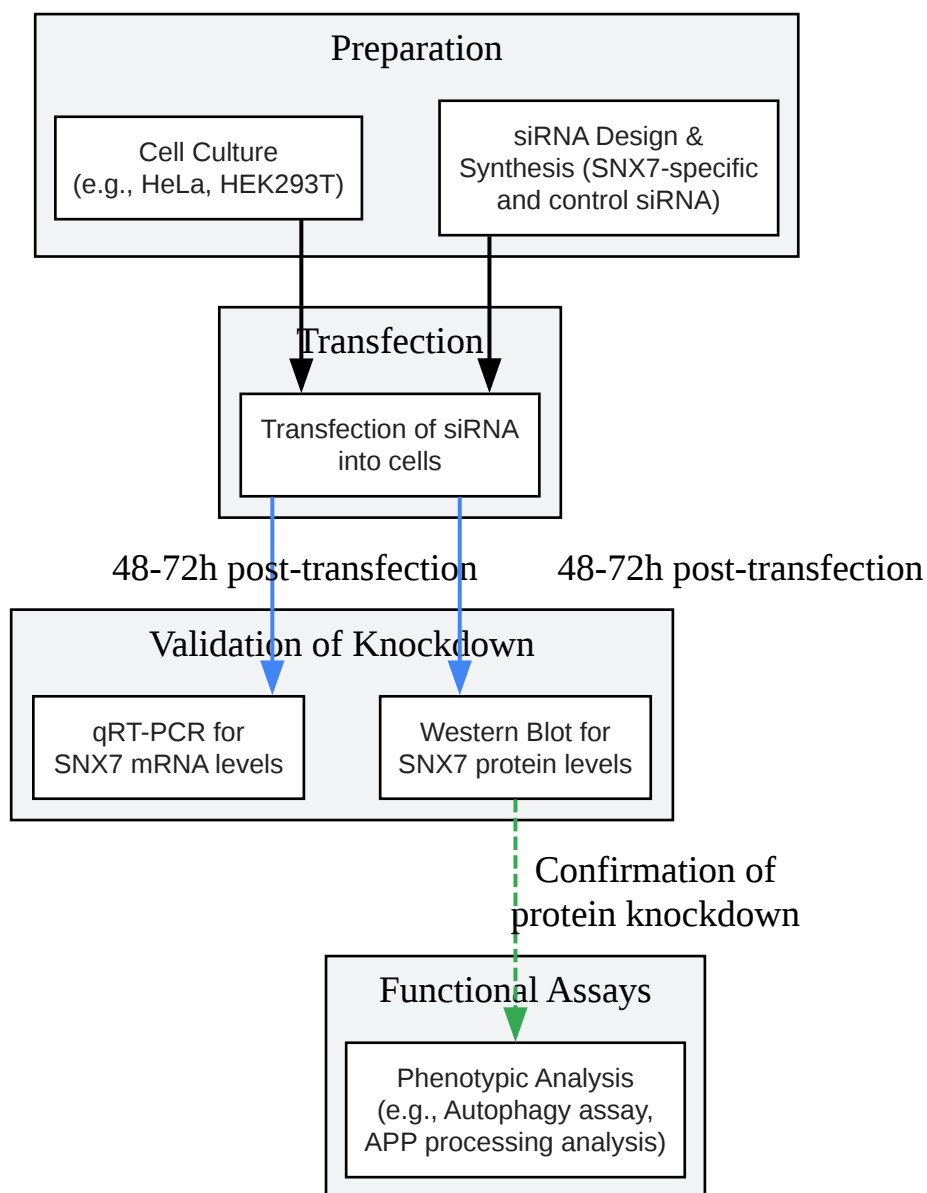 Preparation
Cell Culture
(e.g., HeLa, HEK293T)
siRNA Design &
Synthesis (SNX7-specific
and control siRNA)
Transfection
Transfection of siRNA
into cells
48-72h post-transfection
48-72h post-transfection
Validation of Knockdown
qRT-PCR for
SNX7 mRNA levels
Western Blot for
SNX7 protein levels
Confirmation of
protein knockdown
Functional Assays
Phenotypic Analysis
(e.g., Autophagy assay,
APP processing analysis)